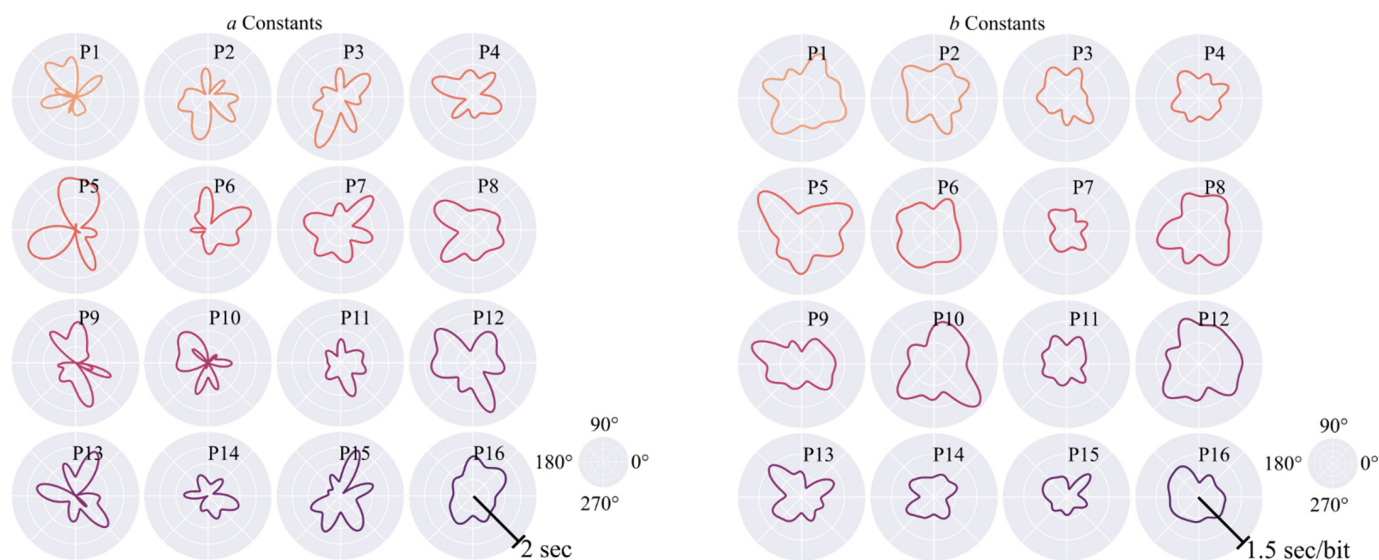 a Constants
P1 P2 P3 P4
P5 P6 P7 P8
P9 P10 P11 P12
P13 P14 P15 P16
90°
180° 0°
270°
2 sec
b Constants
P1 P2 P3 P4
P5 P6 P7 P8
P9 P10 P11 P12
P13 P14 P15 P16
90°
180° 0°
270°
1.5 sec/bit